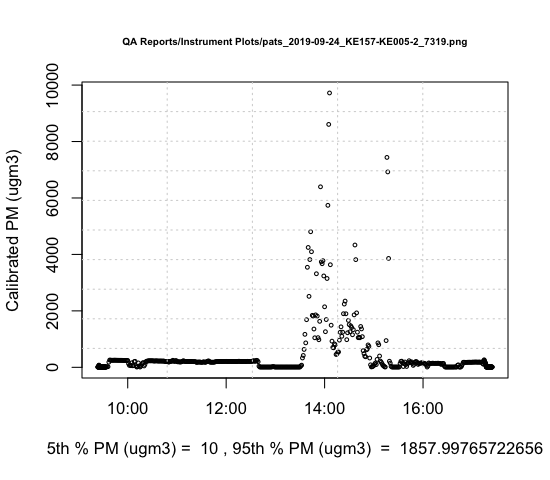 QA Reports/Instrument Plots/pats_2019-09-24_KE157-KE005-2_7319.png
Calibrated PM (ugm3)
10000
8000
6000
4000
2000
0
10:00 12:00 14:00 16:00
5th % PM (ugm3) = 10 , 95th % PM (ugm3) = 1857.99765722656